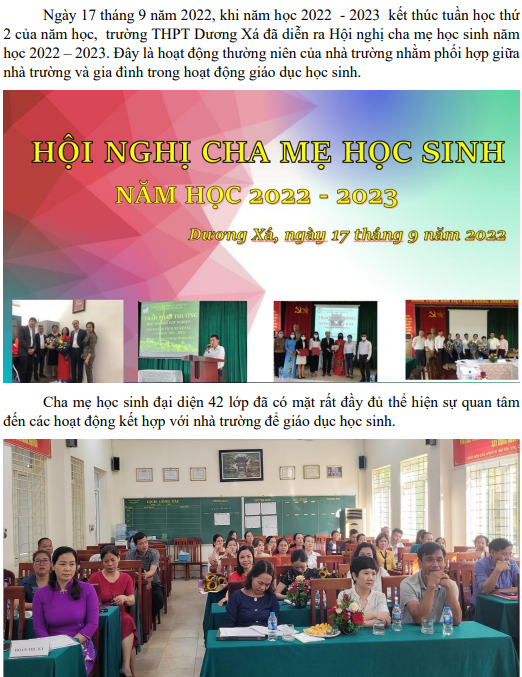 Ngày 17 tháng 9 năm 2022, khi năm học 2022 - 2023 kết thúc tuần học thứ
2 của năm học, trường THPT Dương Xá đã diễn ra Hội nghị cha mẹ học sinh năm
học 2022 – 2023. Đây là hoạt động thường niên của nhà trường nhằm phối hợp giữa
nhà trường và gia đình trong hoạt động giáo dục học sinh.
HỘI NGHỊ CHA MẸ HỌC SINH
NĂM HỌC 2022 - 2023
Dương Xá, ngày 17 tháng 9 năm 2022
Cha mẹ học sinh đại diện 42 lớp đã có mặt rất đầy đủ thể hiện sự quan tâm
đến các hoạt động kết hợp với nhà trường để giáo dục học sinh.
LỊCH CÔNG TÁC